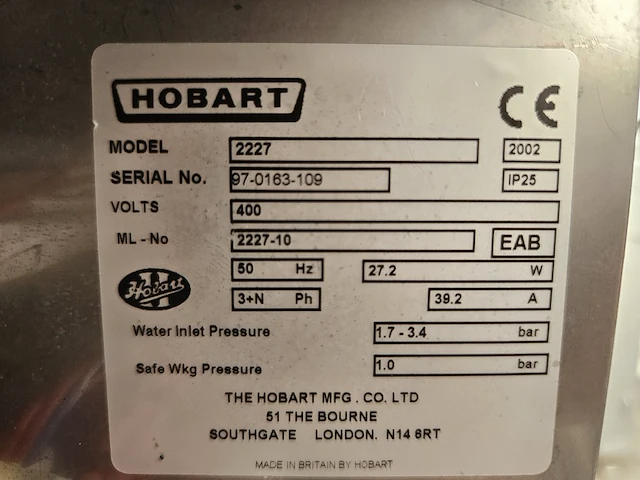 HOBART
CE
MODEL 2227 2002
SERIAL No. 97-0163-109 IP25
VOLTS 400
ML - No 2227-10 EAB
50 Hz 27.2 W
Hobart
3+N Ph 39.2 A
Water Inlet Pressure 1.7 - 3.4 bar
Safe Wkg Pressure 1.0 bar
THE HOBART MFG . CO. LTD
51 THE BOURNE
SOUTHGATE LONDON. N14 6RT
MADE IN BRITAIN BY HOBART